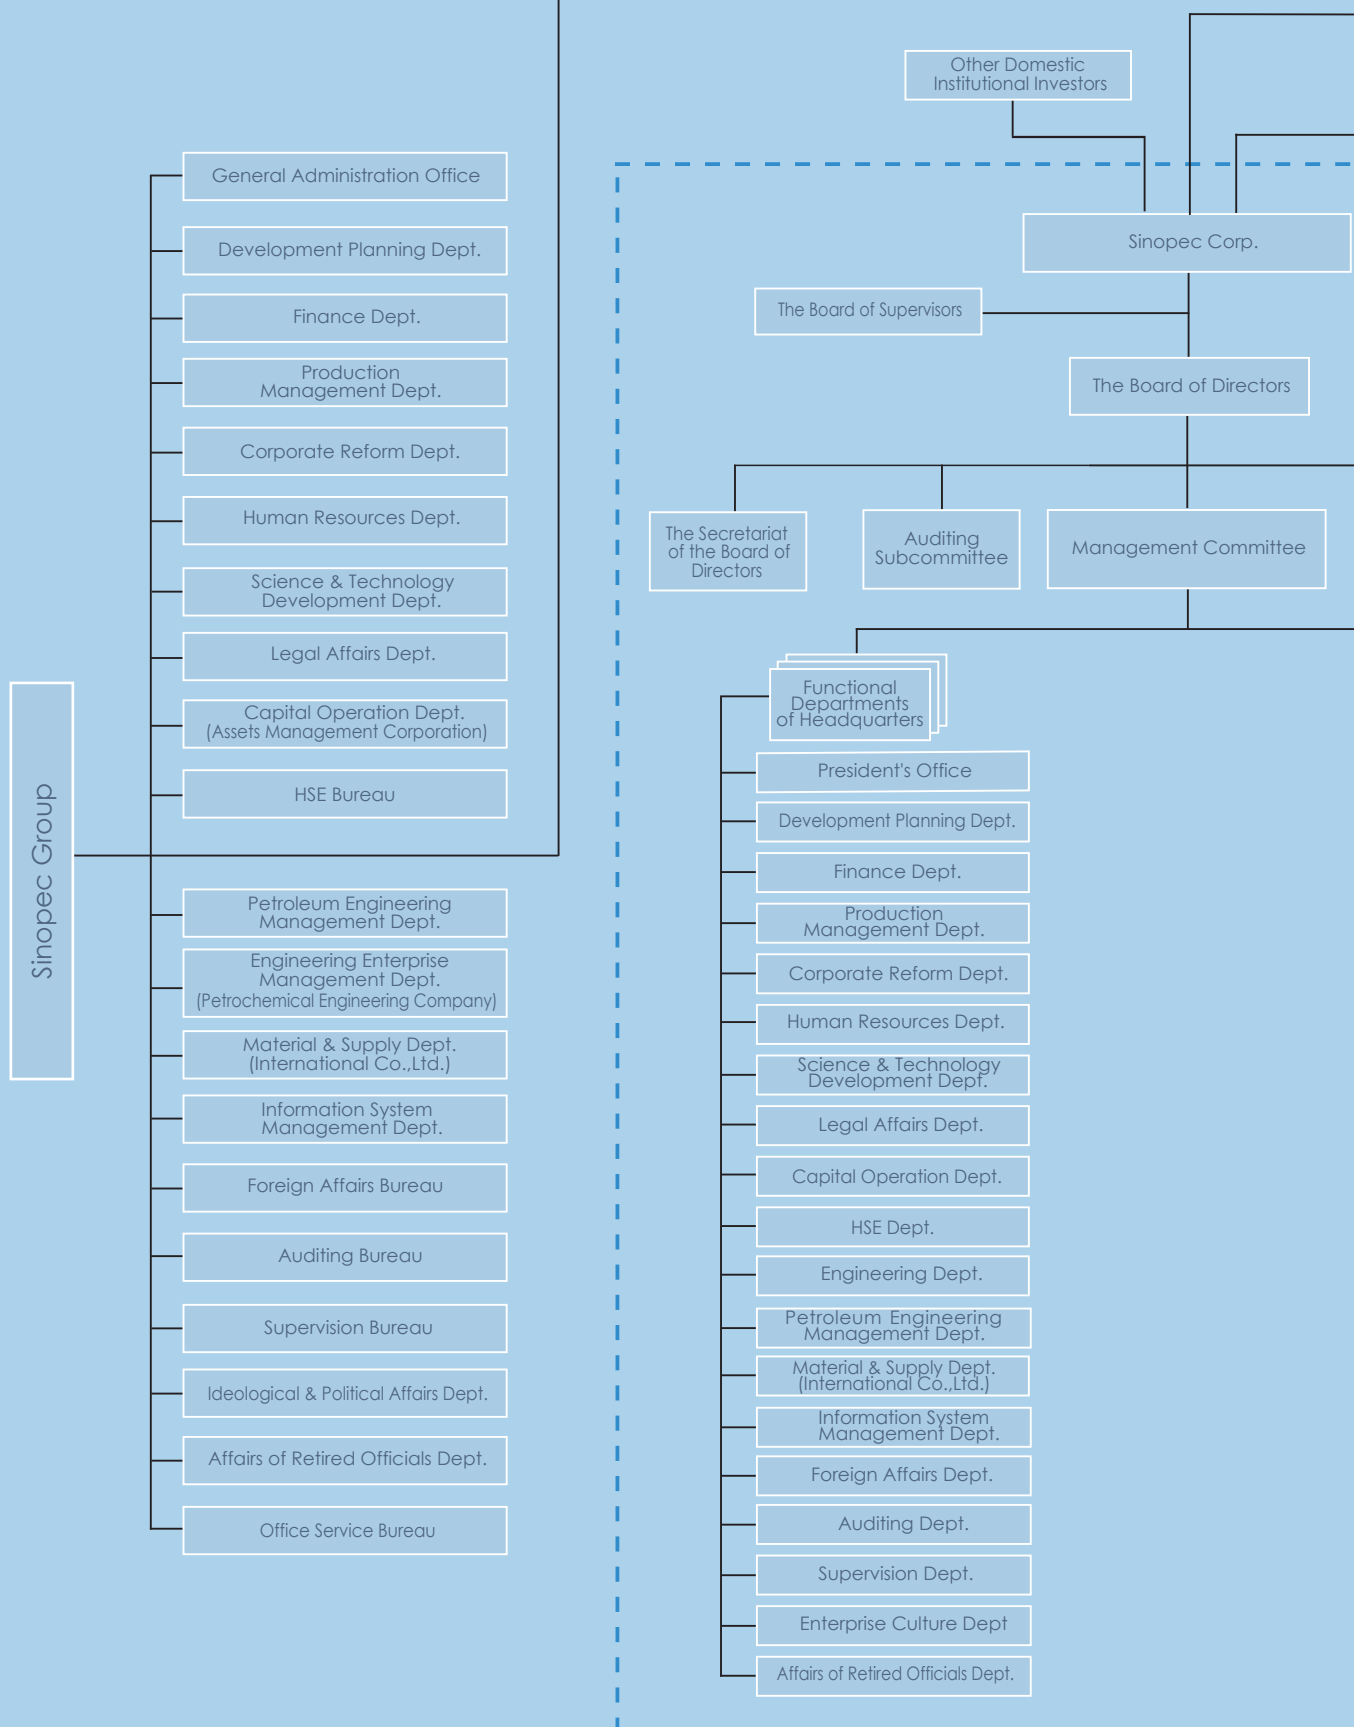 Sinopec Group
General Administration Office
Development Planning Dept.
Finance Dept.
Production
Management Dept.
Corporate Reform Dept.
Human Resources Dept.
Science & Technology
Development Dept.
Legal Affairs Dept.
Capital Operation Dept.
(Assets Management Corporation)
HSE Bureau
Petroleum Engineering
Management Dept.
Engineering Enterprise
Management Dept.
(Petrochemical Engineering Company)
Material & Supply Dept.
(International Co.,Ltd.)
Information System
Management Dept.
Foreign Affairs Bureau
Auditing Bureau
Supervision Bureau
Ideological & Political Affairs Dept.
Affairs of Retired Officials Dept.
Office Service Bureau
Other Domestic
Institutional Investors
Sinopec Corp.
The Board of Supervisors
The Board of Directors
The Secretariat
of the Board of
Directors
Auditing
Subcommittee
Management Committee
Functional
Departments
of Headquarters
President's Office
Development Planning Dept.
Finance Dept.
Production
Management Dept.
Corporate Reform Dept.
Human Resources Dept.
Science & Technology
Development Dept.
Legal Affairs Dept.
Capital Operation Dept.
HSE Dept.
Engineering Dept.
Petroleum Engineering
Management Dept.
Material & Supply Dept.
(International Co.,Ltd.)
Information System
Management Dept.
Foreign Affairs Dept.
Auditing Dept.
Supervision Dept.
Enterprise Culture Dept
Affairs of Retired Officials Dept.